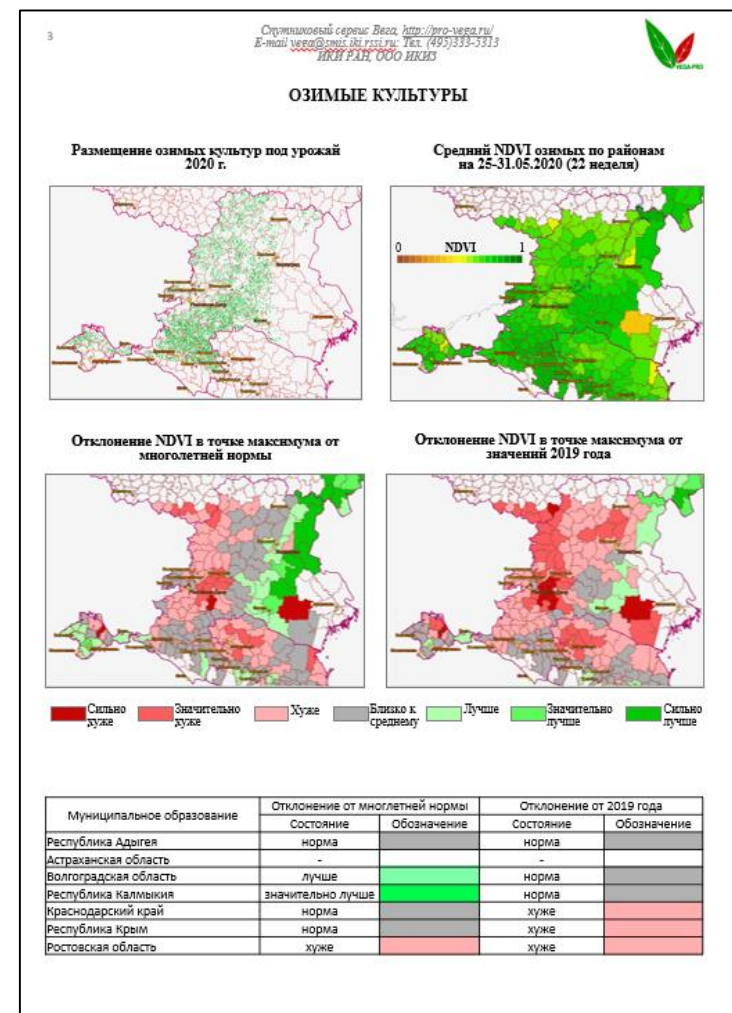 3
Спутниковый сервис Вега, http://pro-vega.ru/
E-mail vega@smis.iki.rssi.ru; Тел. (495)333-5313
ИКИ РАН, ООО ИКИЗ
VEGA-PRO
ОЗИМЫЕ КУЛЬТУРЫ
Размещение озимых культур под урожай
2020 г.
Средний NDVI озимых по районам
на 25-31.05.2020 (22 неделя)
0 NDVI 1
Отклонение NDVI в точке максимума от
многолетней нормы
Отклонение NDVI в точке максимума от
значений 2019 года
Сильно хуже
Значительно хуже
Хуже
Близко к среднему
Лучше
Значительно лучше
Сильно лучше
Муниципальное образование Отклонение от многлетней нормы Отклонение от 2019 года
Состояние Обозначение Состояние Обозначение
Республика Адыгея норма норма
Астраханская область - -
Волгоградская область лучше норма
Республика Калмыкия значительно лучше норма
Краснодарский край норма хуже
Республика Крым норма хуже
Ростовская область хуже хуже